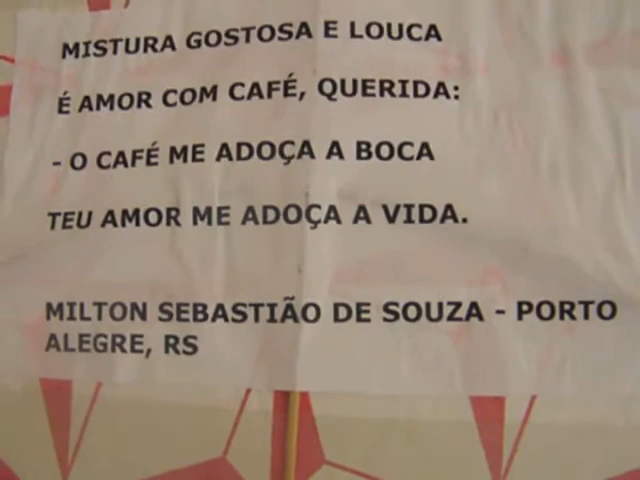 MISTURA GOSTOSA E LOUCA
É AMOR COM CAFÉ, QUERIDA:
- O CAFÉ ME ADOÇA A BOCA
TEU AMOR ME ADOÇA A VIDA.
MILTON SEBASTIÃO DE SOUZA - PORTO
ALEGRE, RS